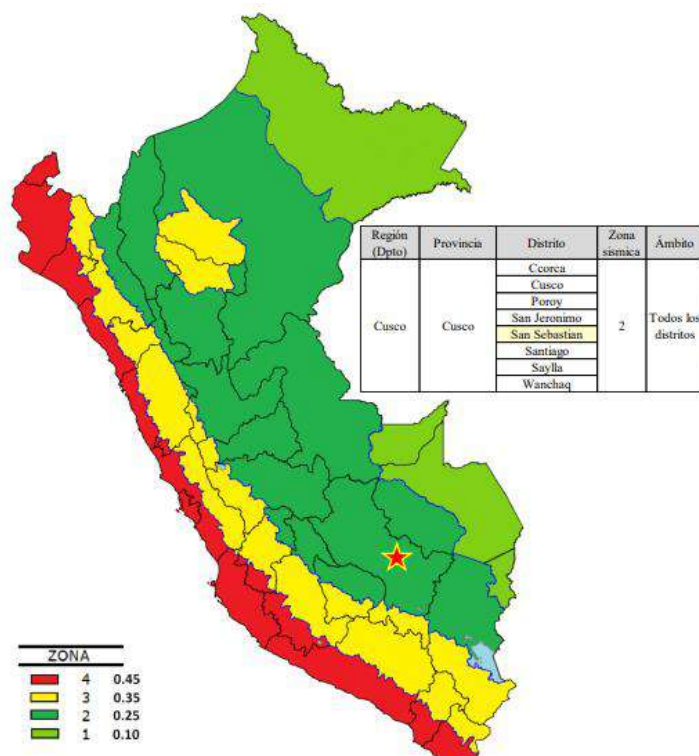 Región (Dpto) Provincia Distrito Zona sismica Ámbito
Cusco Cusco Ccorca 2 Todos los distritos
Cusco
Poroy
San Jeronimo
San Sebastian
Santiago
Saylla
Wanchaq
ZONA
4 0.45
3 0.35
2 0.25
1 0.10